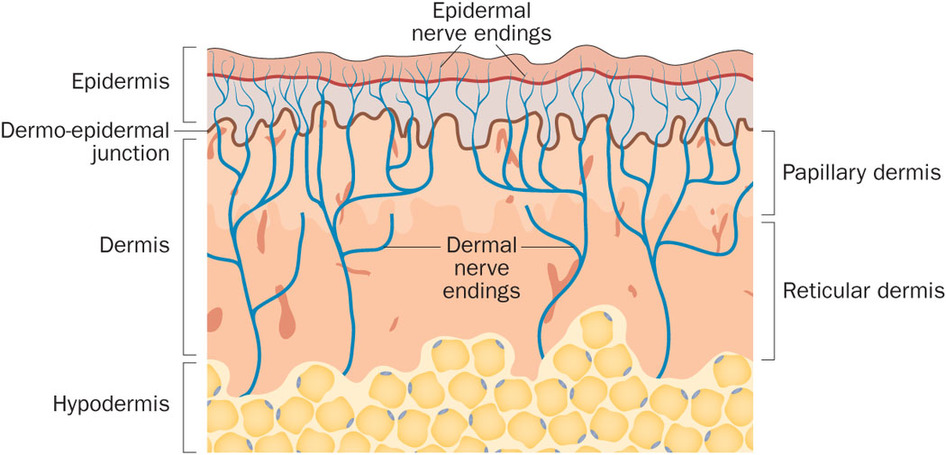 Epidermal
nerve endings
Epidermis
Dermo-epidermal
junction
Papillary dermis
Dermis
Dermal
nerve
endings
Reticular dermis
Hypodermis